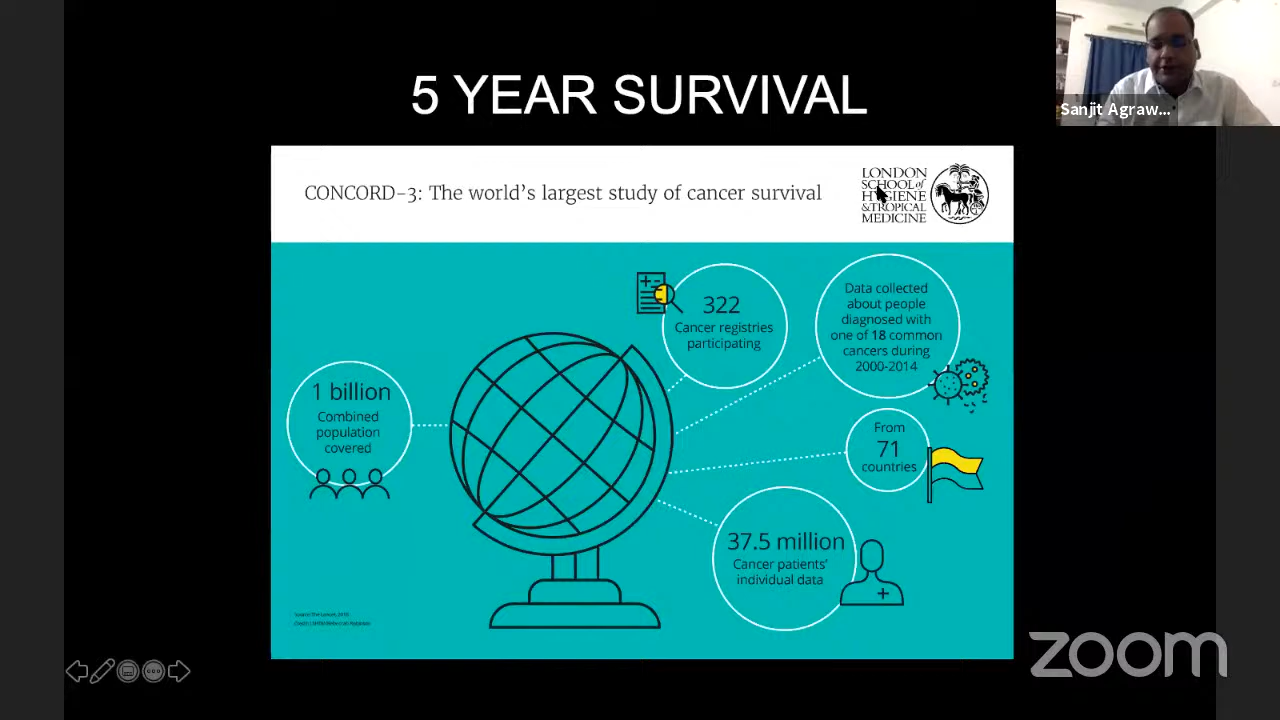 5 YEAR SURVIVAL
Sanjit Agraw...
CONCORD-3: The world's largest study of cancer survival
LONDON
SCHOOL of
HYGIENE
& TROPICAL
MEDICINE
322
Cancer registries
participating
Data collected
about people
diagnosed with
one of 18 common
cancers during
2000-2014
1 billion
Combined
population
covered
From
71
countries
37.5 million
Cancer patients'
individual data
zoom